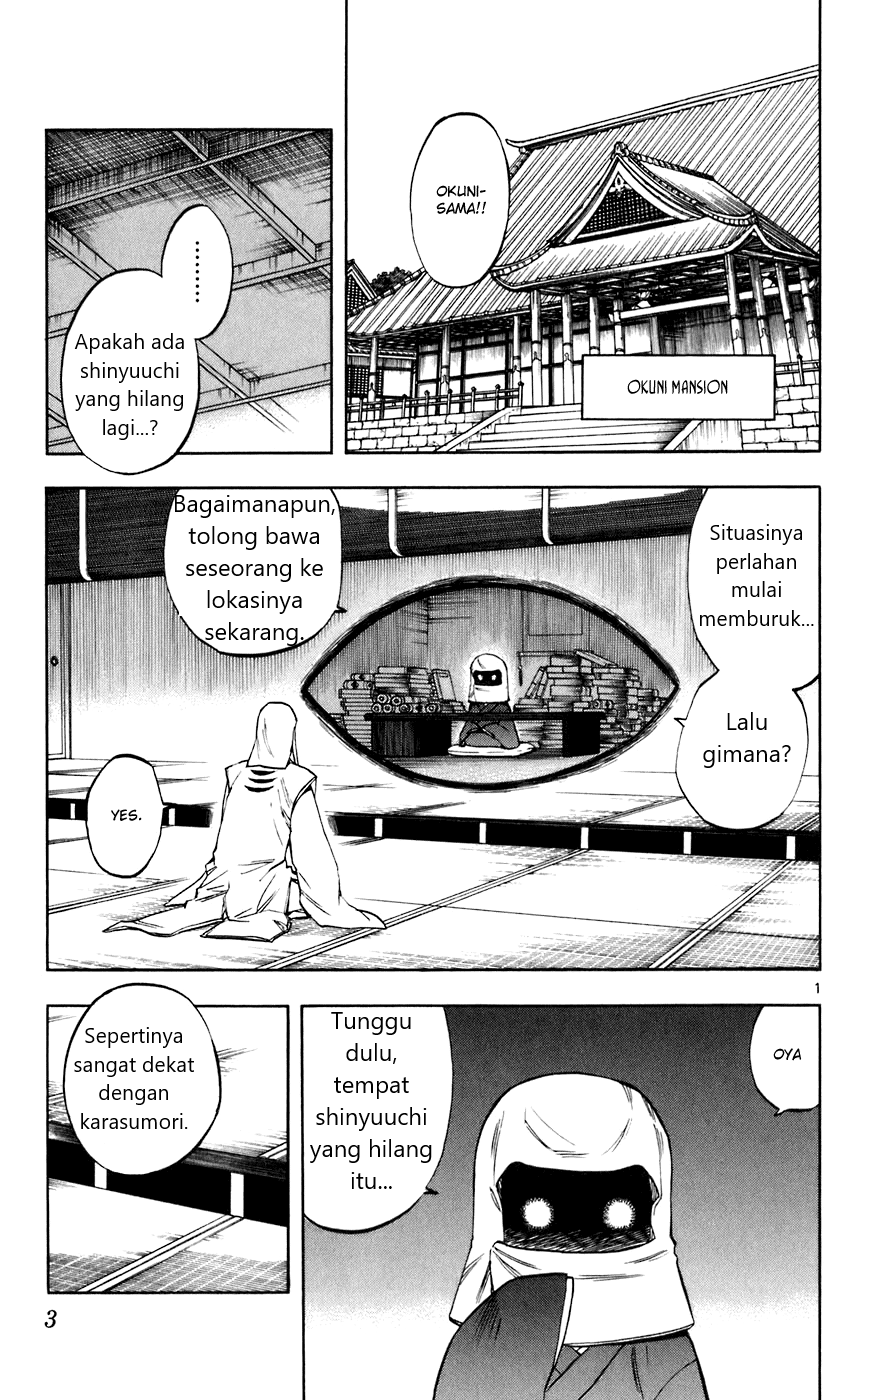 OKUNI-
SAMA!!
OKUNI MANSION
.........
Apakah ada
shinyuuchi
yang hilang
lagi...?
Situasinya
perlahan
mulai
memburuk...
Lalu
gimana?
Bagaimanapun,
tolong bawa
seseorang ke
lokasinya
sekarang.
YES.
1
OYA
Tunggu
dulu,
tempat
shinyuuchi
yang hilang
itu...
Sepertinya
sangat dekat
dengan
karasumori.
3